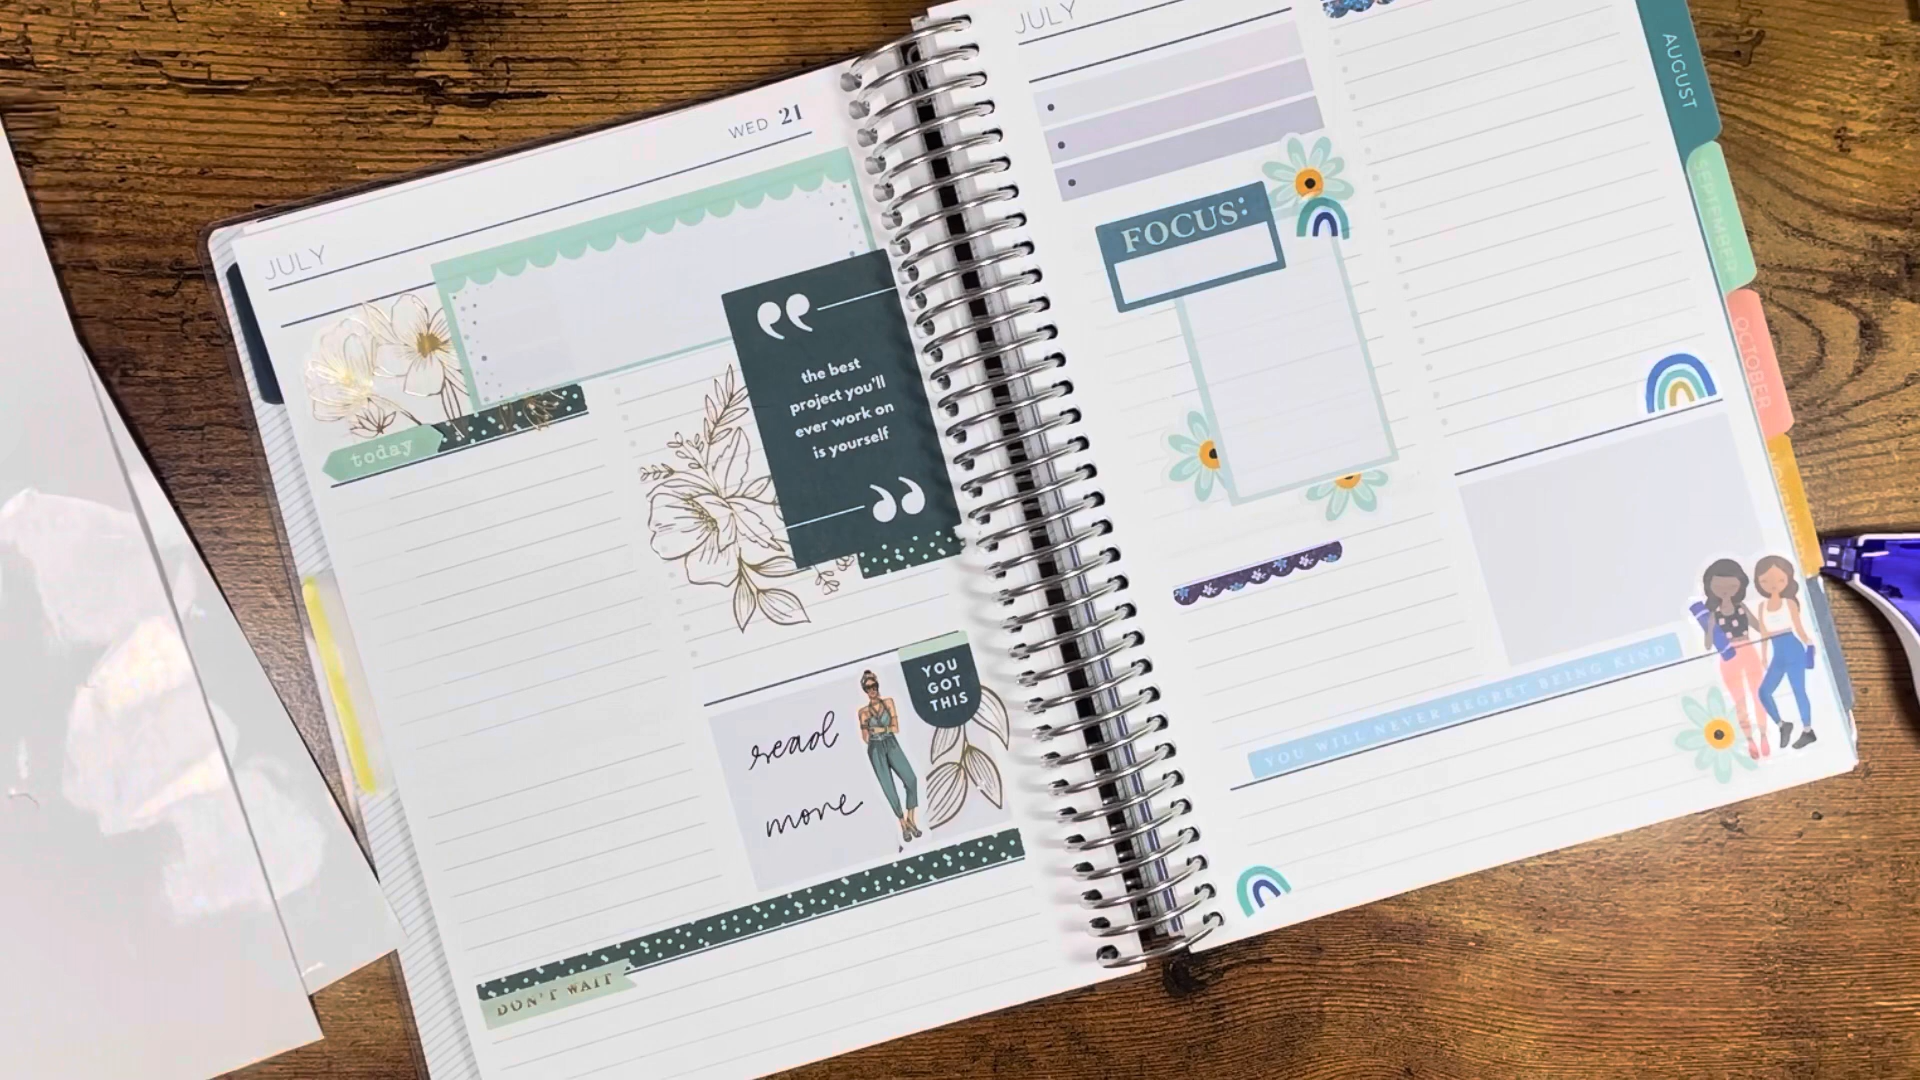 JULY
WED 21
today
the best
project you'll
ever work on
is yourself
YOU
GOT
THIS
read
more
DON'T WAIT
JULY
FOCUS:
YOU WILL NEVER REGRET BEING KIND
AUGUST
SEPTEMBER
OCTOBER